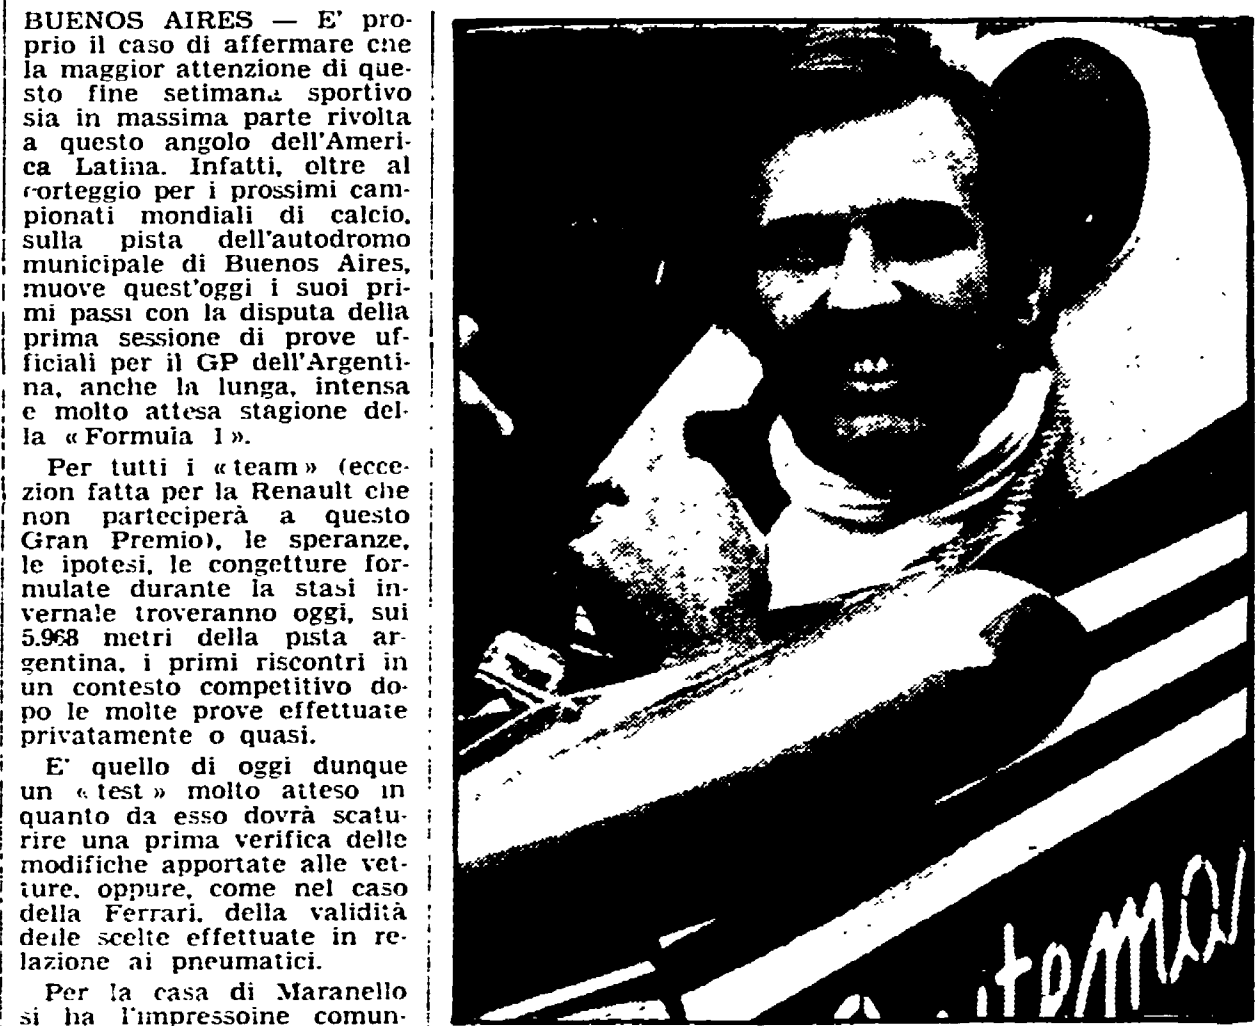 BUENOS AIRES — E' pro-
prio il caso di affermare che
la maggior attenzione di que-
sto fine setimana sportivo
sia in massima parte rivolta
a questo angolo dell'Ameri-
ca Latina. Infatti, oltre al
sorteggio per i prossimi cam-
pionati mondiali di calcio,
sulla pista dell'autodromo
municipale di Buenos Aires,
muove quest'oggi i suoi pri-
mi passi con la disputa della
prima sessione di prove uf-
ficiali per il GP dell'Argenti-
na, anche la lunga, intensa
e molto attesa stagione del-
la « Formula 1 ».
Per tutti i « team » (ecce-
zion fatta per la Renault che
non parteciperà a questo
Gran Premio), le speranze,
le ipotesi, le congetture for-
mulate durante la stasi in-
vernale troveranno oggi, sui
5.968 metri della pista ar-
gentina, i primi riscontri in
un contesto competitivo do-
po le molte prove effettuate
privatamente o quasi.
E' quello di oggi dunque
un « test » molto atteso in
quanto da esso dovrà scatu-
rire una prima verifica delle
modifiche apportate alle vet-
ture, oppure, come nel caso
della Ferrari, della validità
delle scelte effettuate in re-
lazione ai pneumatici.
Per la casa di Maranello
si ha l'impressoine comun-